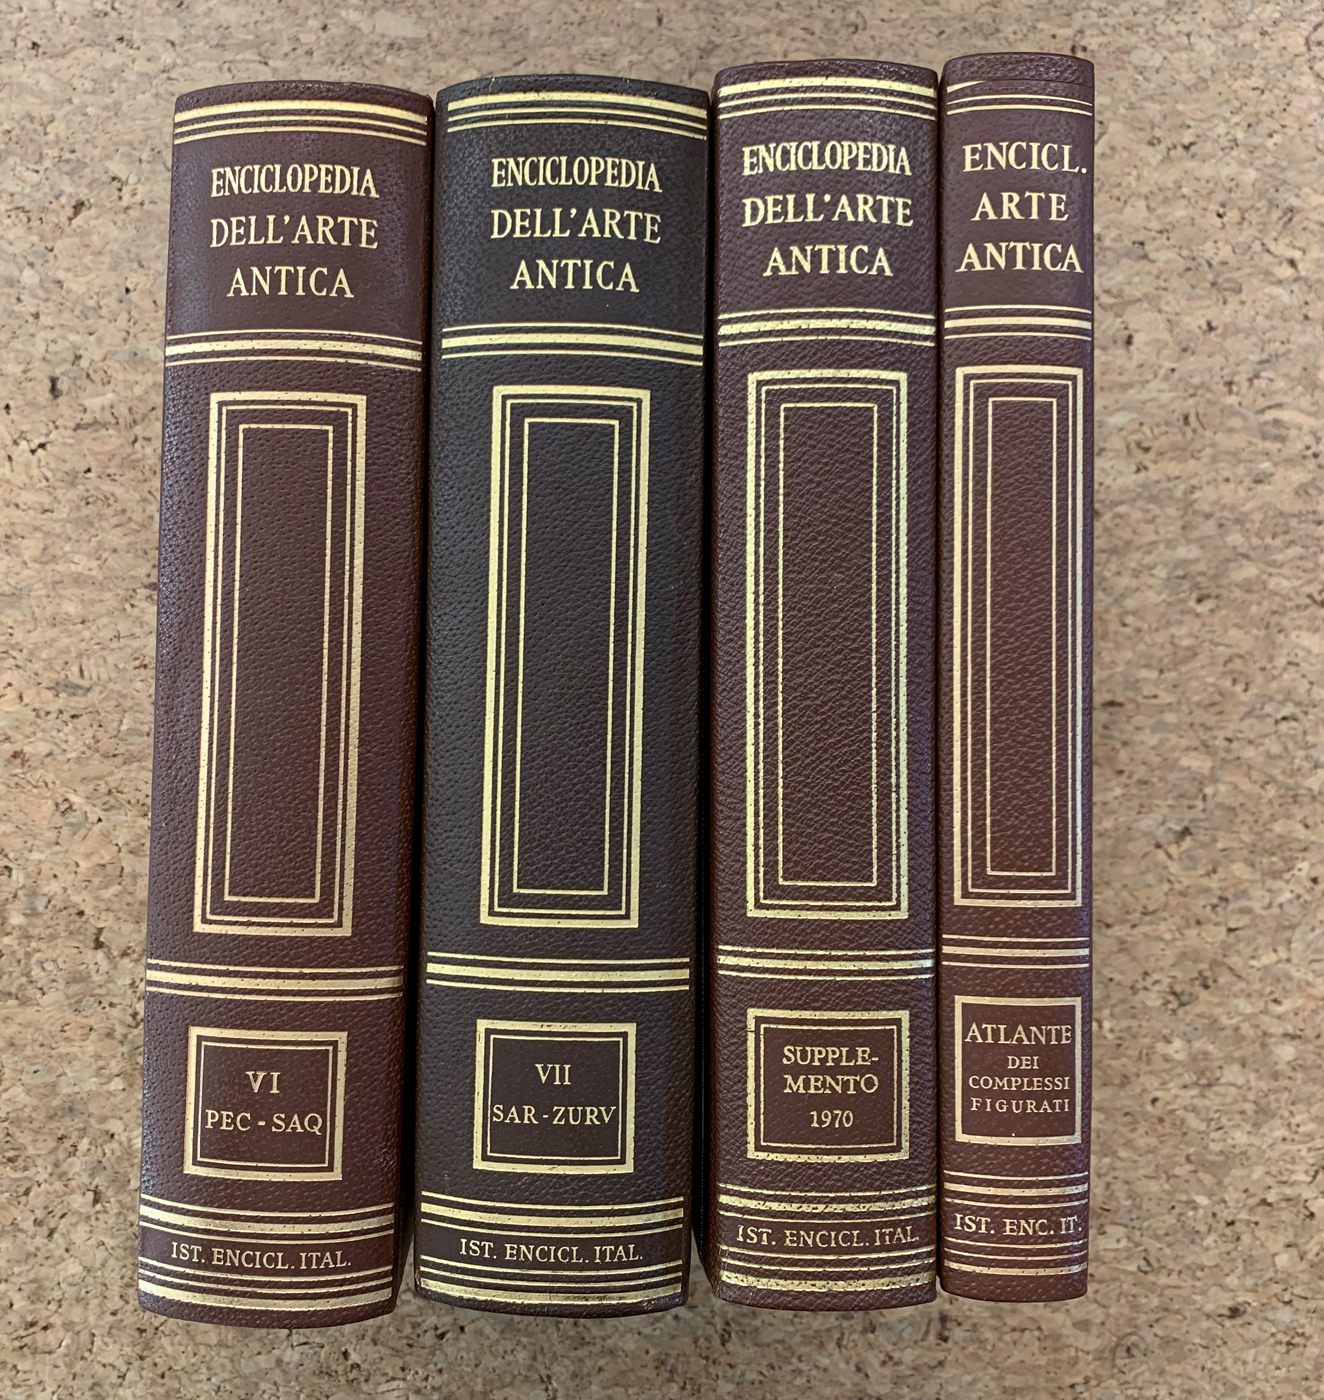 ENCICLOPEDIA
DELL'ARTE
ANTICA
VI
PEC - SAQ
IST. ENCICL. ITAL.
ENCICLOPEDIA
DELL'ARTE
ANTICA
VII
SAR - ZURV
IST. ENCICL. ITAL.
ENCICLOPEDIA
DELL'ARTE
ANTICA
SUPPLE-
MENTO
1970
IST. ENCICL. ITAL.
ENCICL.
ARTE
ANTICA
ATLANTE
DEI
COMPLESSI
FIGURATI
IST. ENC. IT.